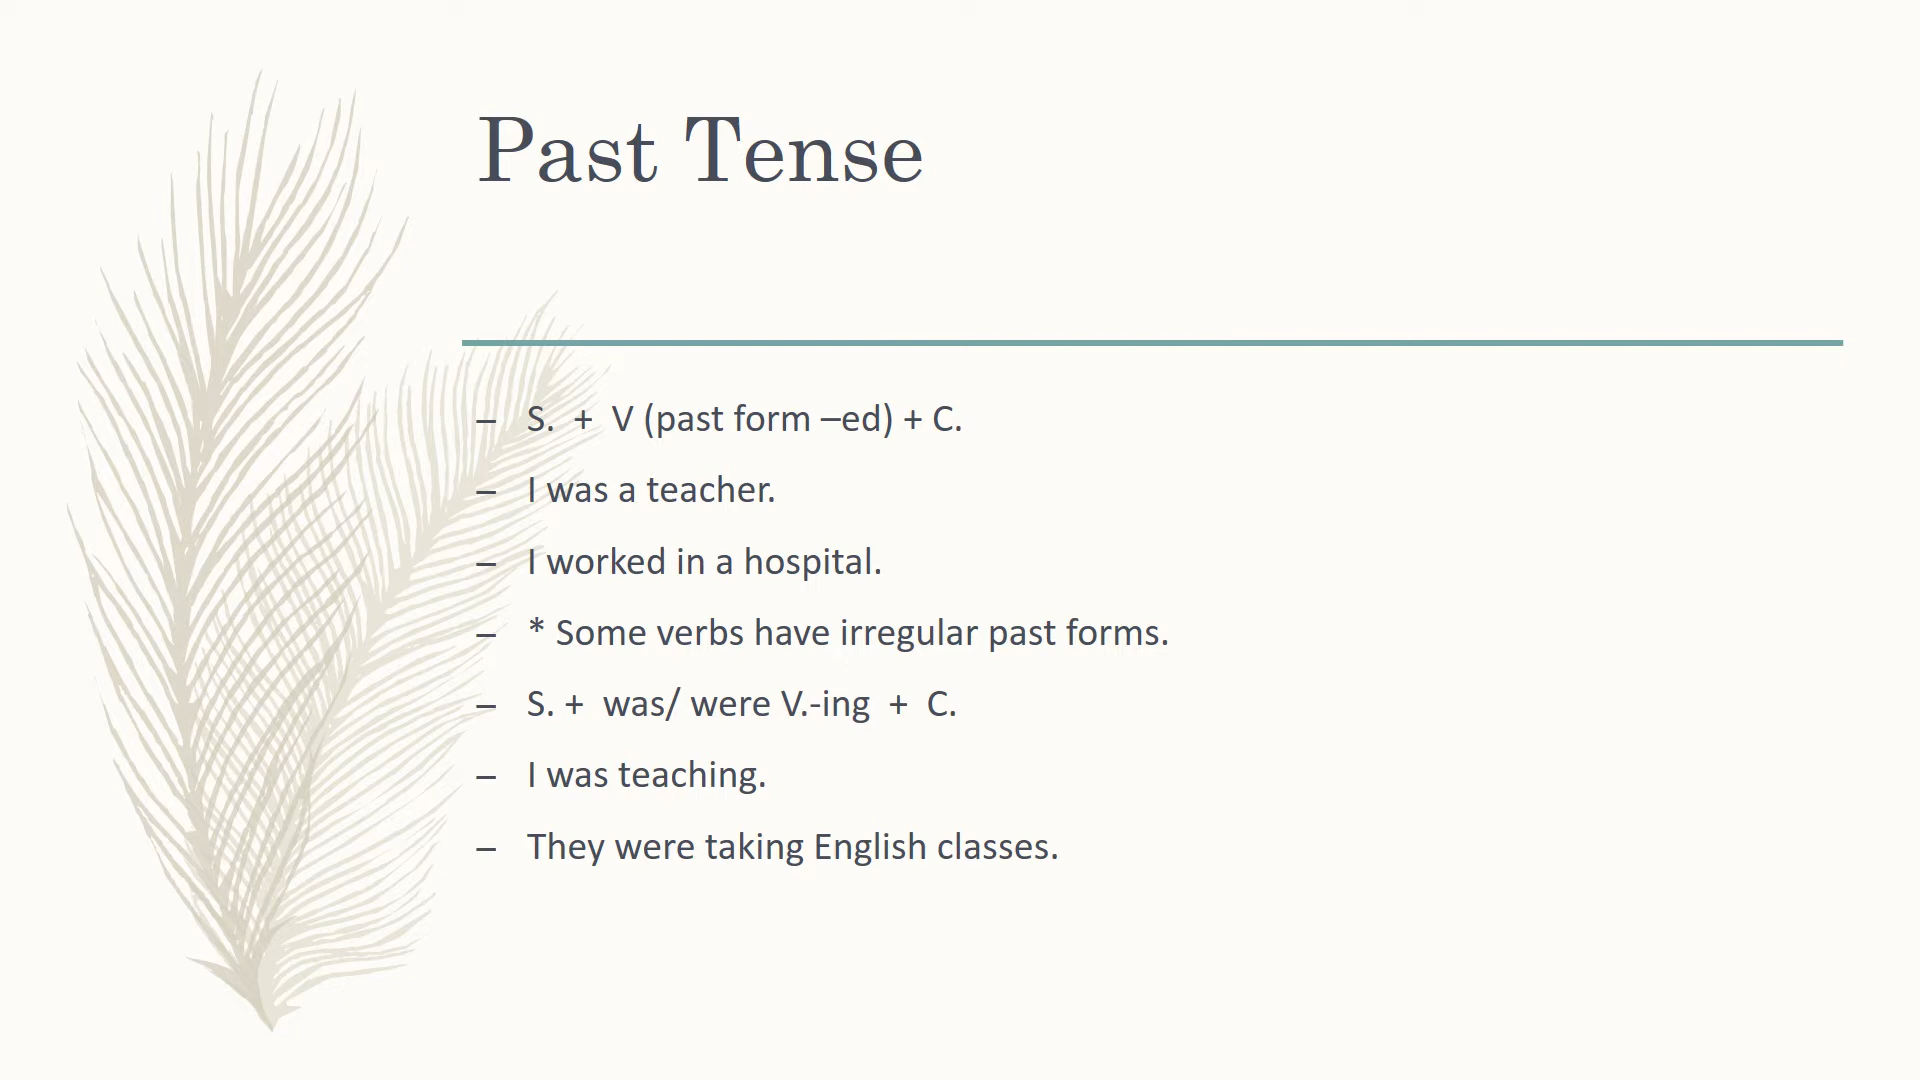 Past Tense
– S. + V (past form –ed) + C.
– I was a teacher.
– I worked in a hospital.
– * Some verbs have irregular past forms.
– S. + was/ were V.-ing + C.
– I was teaching.
– They were taking English classes.